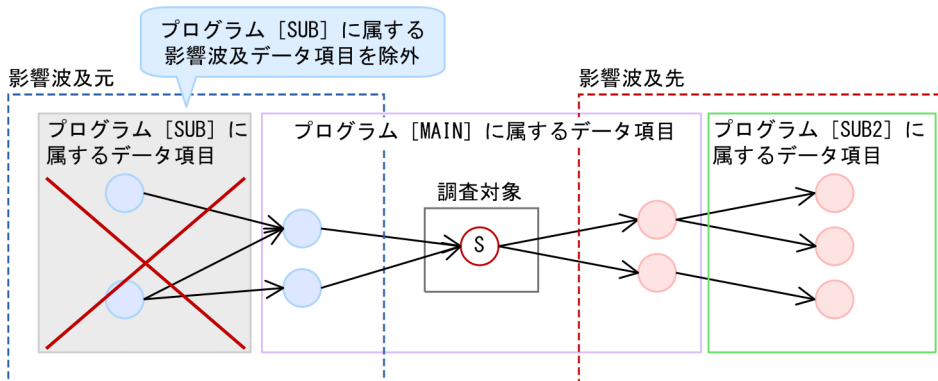 プログラム［SUB］に属する
影響波及データ項目を除外
影響波及元
影響波及先
プログラム［SUB］に
属するデータ項目
プログラム［MAIN］に属するデータ項目
プログラム［SUB2］に
属するデータ項目
調査対象
S